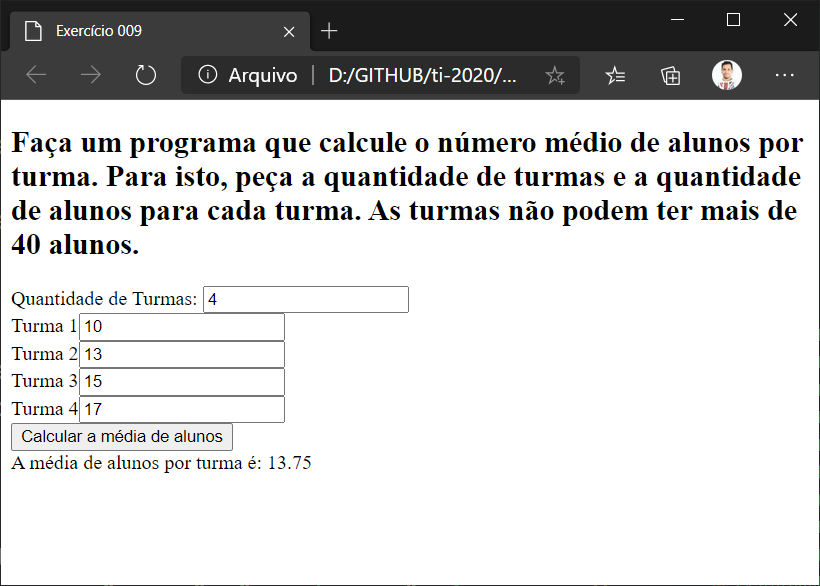 Exercício 009
Arquivo | D:/GITHUB/ti-2020/...
Faça um programa que calcule o número médio de alunos por
turma. Para isto, peça a quantidade de turmas e a quantidade
de alunos para cada turma. As turmas não podem ter mais de
40 alunos.
Quantidade de Turmas: 4
Turma 1 10
Turma 2 13
Turma 3 15
Turma 4 17
Calcular a média de alunos
A média de alunos por turma é: 13.75